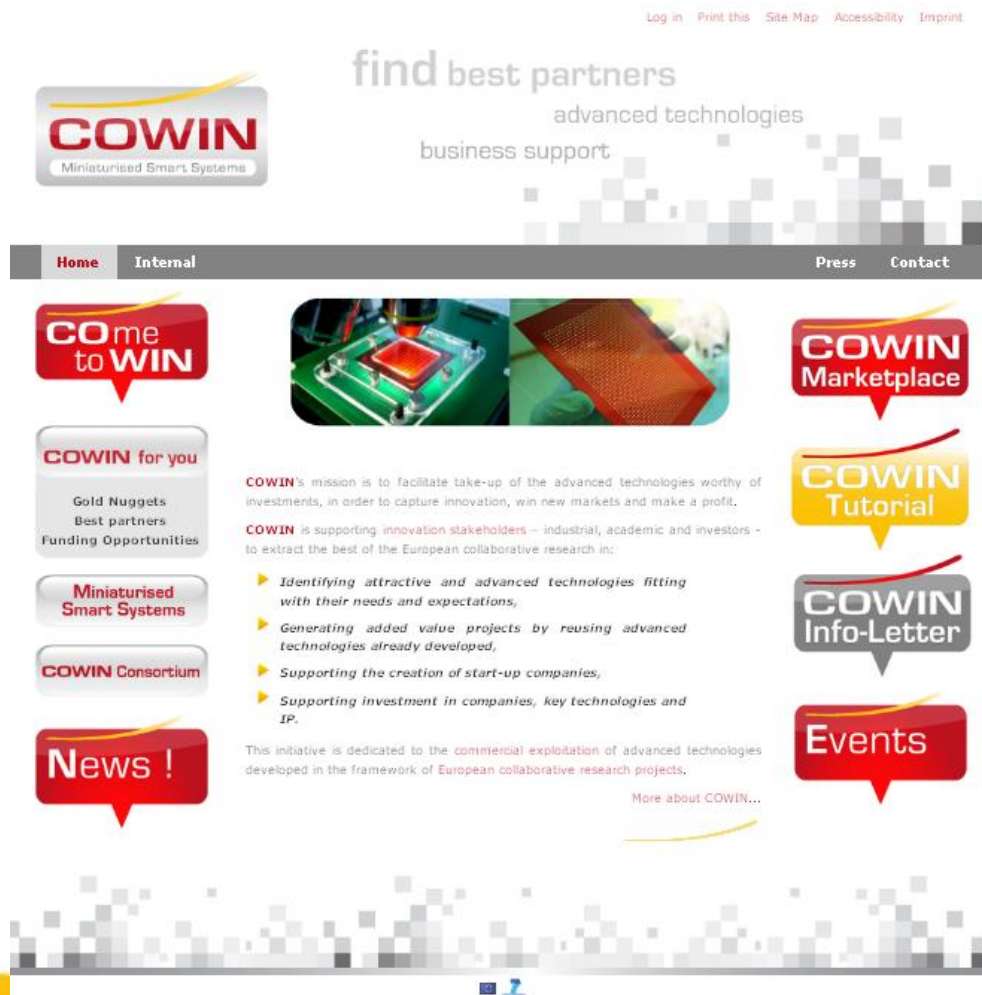 Log in Print this Site Map Accessibility Imprint
find best partners
advanced technologies
business support
COWIN
Miniaturised Smart Systems
Home Internal Press Contact
COme
to WIN
COWIN for you
Gold Nuggets
Best partners
Funding Opportunities
Miniaturised
Smart Systems
COWIN Consortium
News !
COWIN's mission is to facilitate take-up of the advanced technologies worthy of
investments, in order to capture innovation, win new markets and make a profit.
COWIN is supporting innovation stakeholders – industrial, academic and investors -
to extract the best of the European collaborative research in:
Identifying attractive and advanced technologies fitting
with their needs and expectations,
Generating added value projects by reusing advanced
technologies already developed,
Supporting the creation of start-up companies,
Supporting investment in companies, key technologies and
IP.
This initiative is dedicated to the commercial exploitation of advanced technologies
developed in the framework of European collaborative research projects.
More about COWIN...
COWIN
Marketplace
COWIN
Tutorial
COWIN
Info-Letter
Events